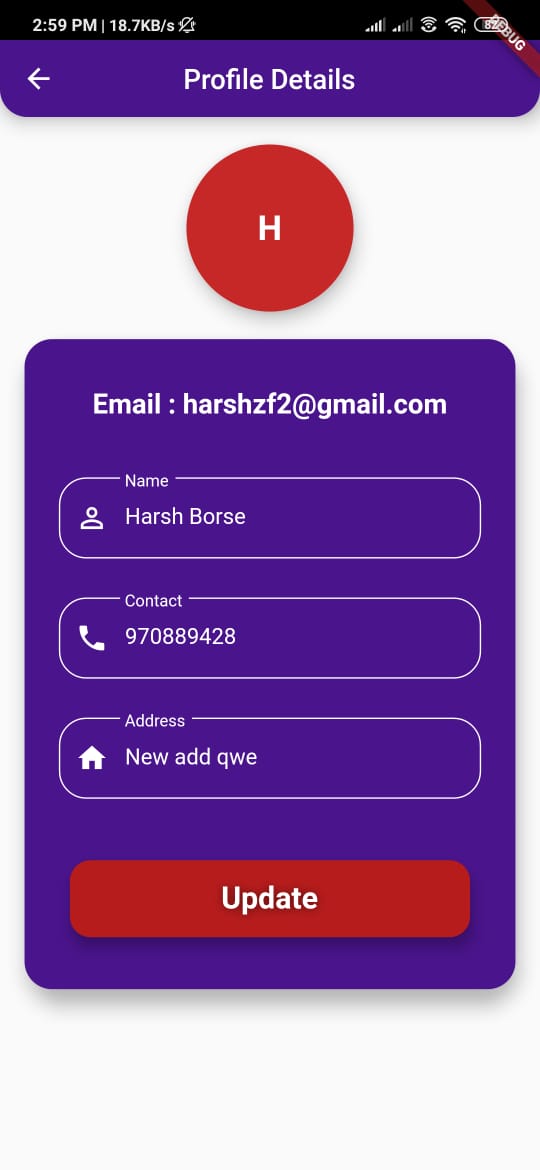 2:59 PM | 18.7KB/s
82
DEBUG
Profile Details
H
Email : harshzf2@gmail.com
Name
Harsh Borse
Contact
970889428
Address
New add qwe
Update